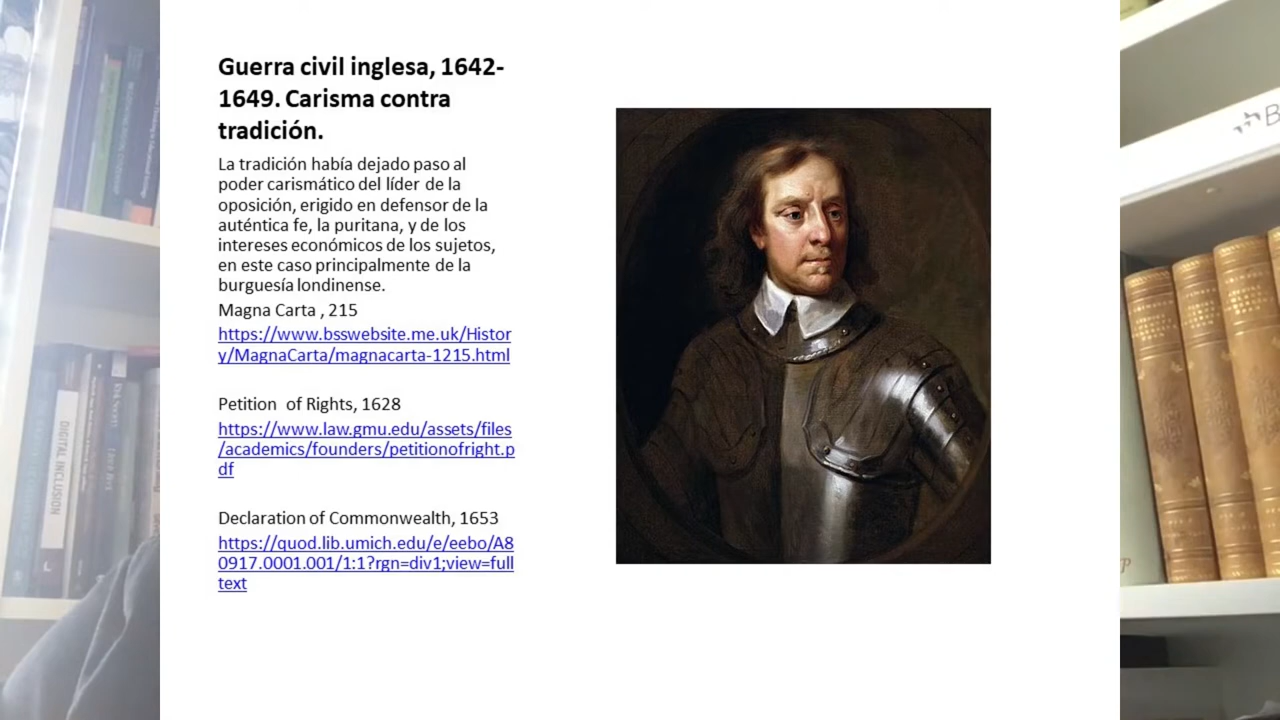 Guerra civil inglesa, 1642-
1649. Carisma contra
tradición.
La tradición había dejado paso al
poder carismático del líder de la
oposición, erigido en defensor de la
auténtica fe, la puritana, y de los
intereses económicos de los sujetos,
en este caso principalmente de la
burguesía londinense.
Magna Carta , 215
https://www.bsswebsite.me.uk/Histor
y/MagnaCarta/magnacarta-1215.html
Petition  of Rights, 1628
https://www.law.gmu.edu/assets/files
/academics/founders/petitionofright.p
df
Declaration of Commonwealth, 1653
https://quod.lib.umich.edu/e/eebo/A8
0917.0001.001/1:1?rgn=div1;view=full
text
DIGITAL INCLUSION